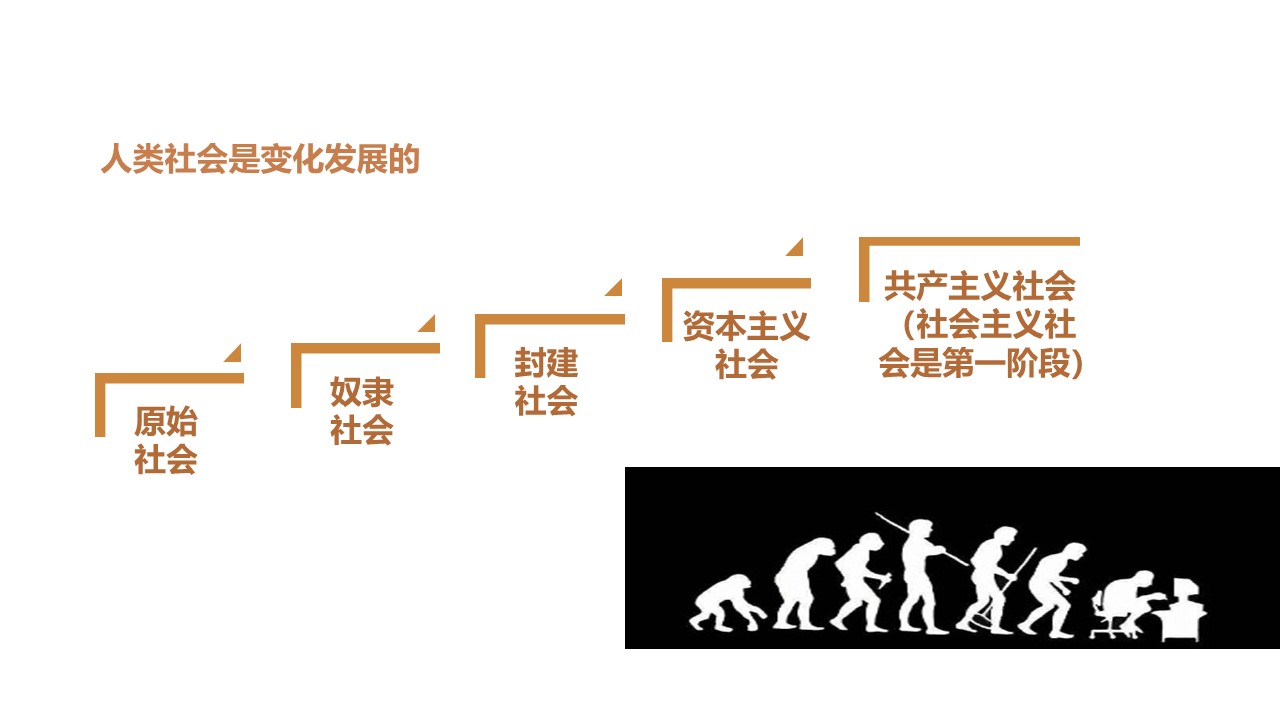 人类社会是变化发展的
原始
社会
奴隶
社会
封建
社会
资本主义
社会
共产主义社会
（社会主义社
会是第一阶段）